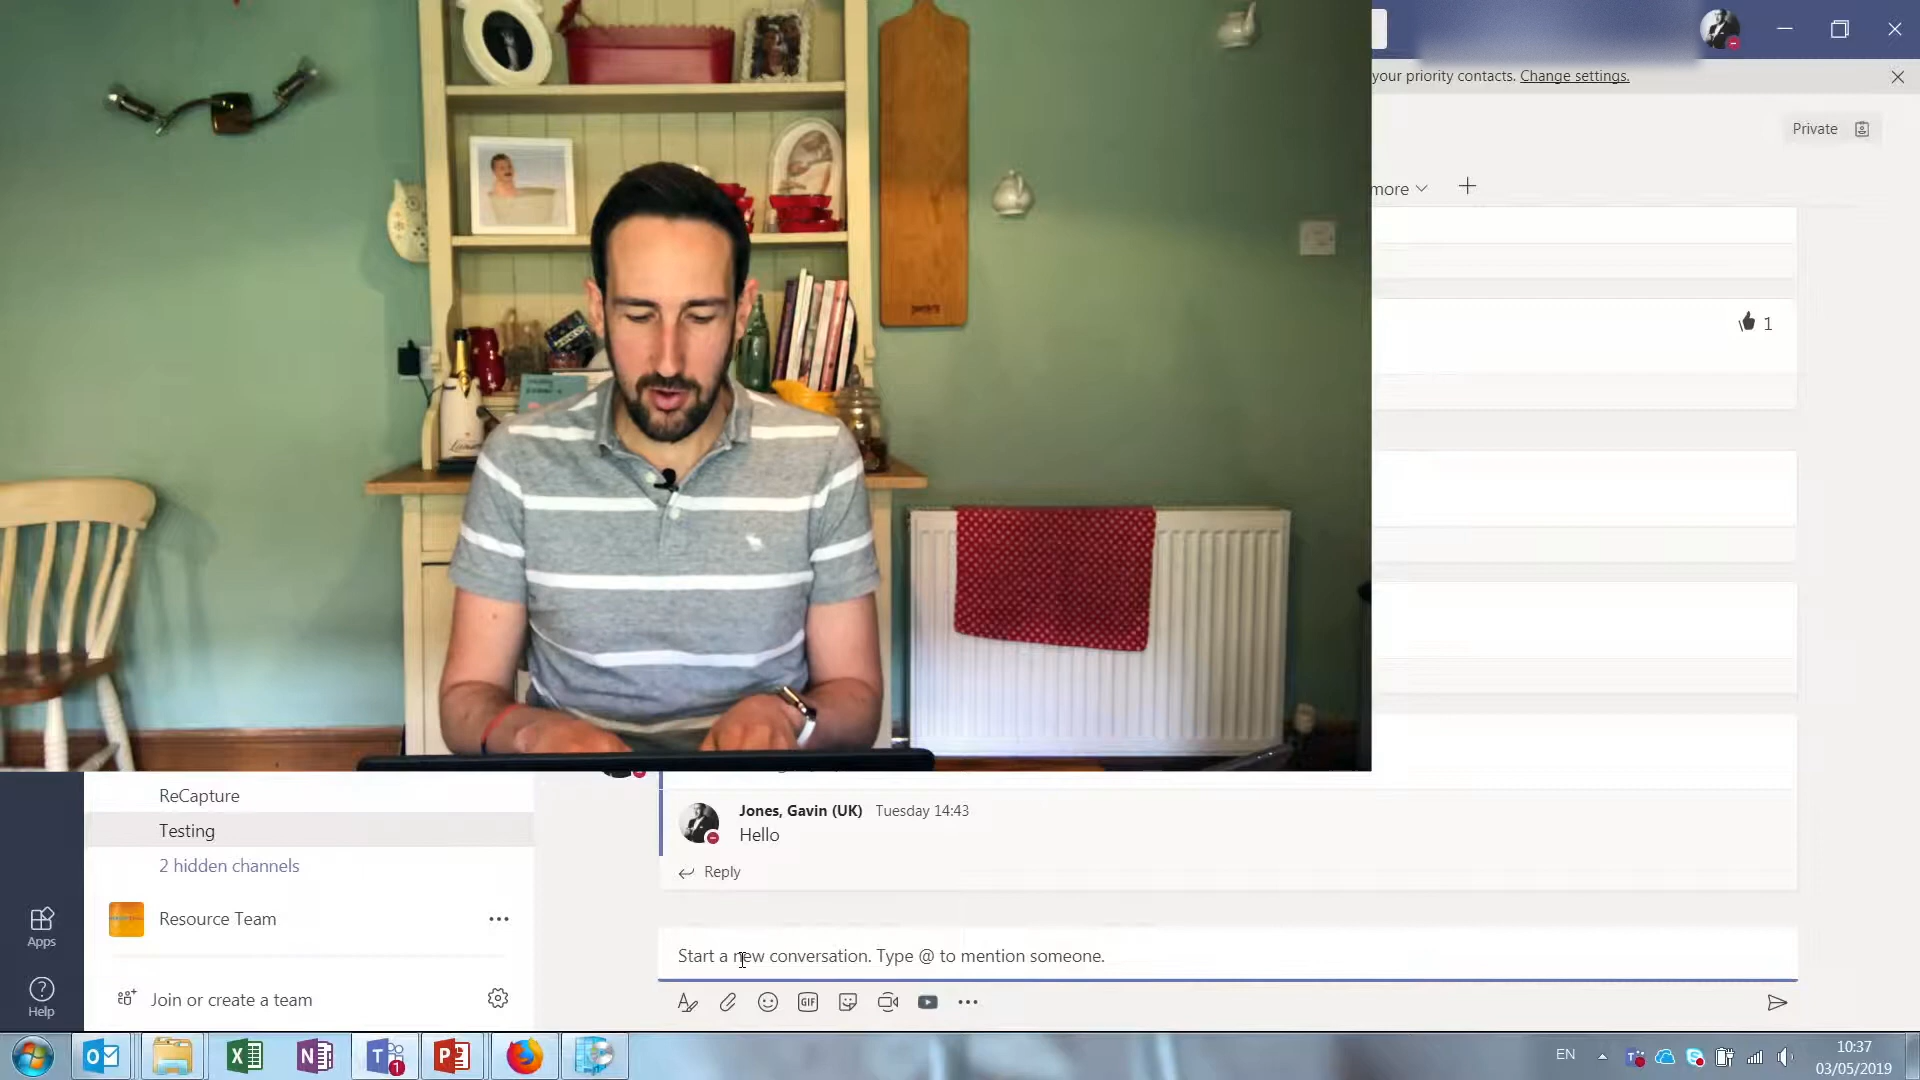 your priority contacts. Change settings.
Private
more
1
ReCapture
Testing
2 hidden channels
Jones, Gavin (UK) Tuesday 14:43
Hello
Reply
Resource Team
Apps
Start a new conversation. Type @ to mention someone.
GIF
Join or create a team
Help
1
EN
10:37
03/05/2019